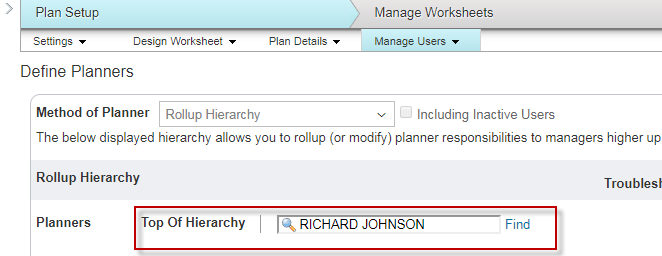 Plan Setup Manage Worksheets
Settings Design Worksheet Plan Details Manage Users
Define Planners
Method of Planner Rollup Hierarchy Including Inactive Users
The below displayed hierarchy allows you to rollup (or modify) planner responsibilities to managers higher up
Rollup Hierarchy
Troublesh
Planners Top Of Hierarchy RICHARD JOHNSON Find